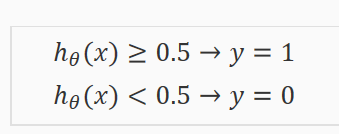 hθ(x) ≥ 0.5 → y = 1
hθ(x) < 0.5 → y = 0